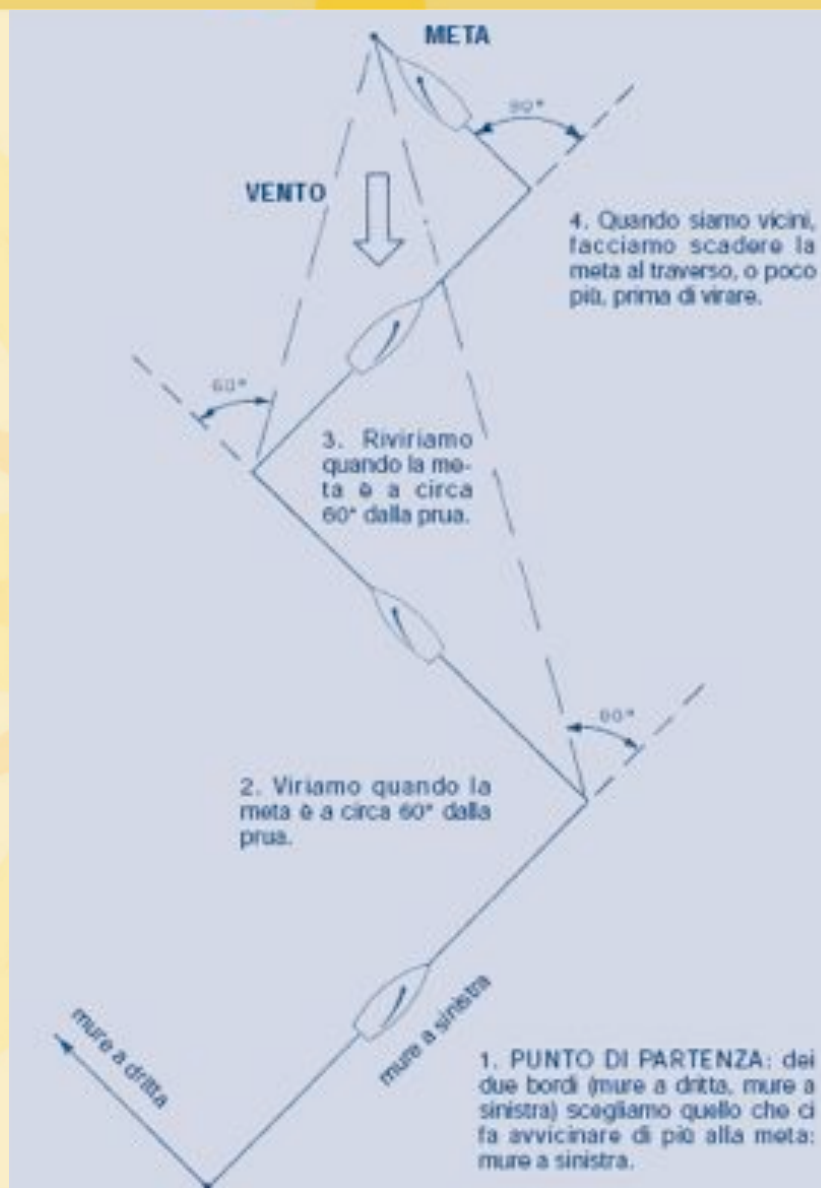 META
90°
VENTO
4. Quando siamo vicini,
facciamo scadere la
meta al traverso, o poco
più, prima di virare.
60°
3. Riviriamo
quando la me-
ta è a circa
60° dalla prua.
60°
2. Viriamo quando la
meta è a circa 60° dalla
prua.
mure a dritta
mure a sinistra
1. PUNTO DI PARTENZA: dei
due bordi (mure a dritta, mure a
sinistra) scegliamo quello che ci
fa avvicinare di più alla meta:
mure a sinistra.